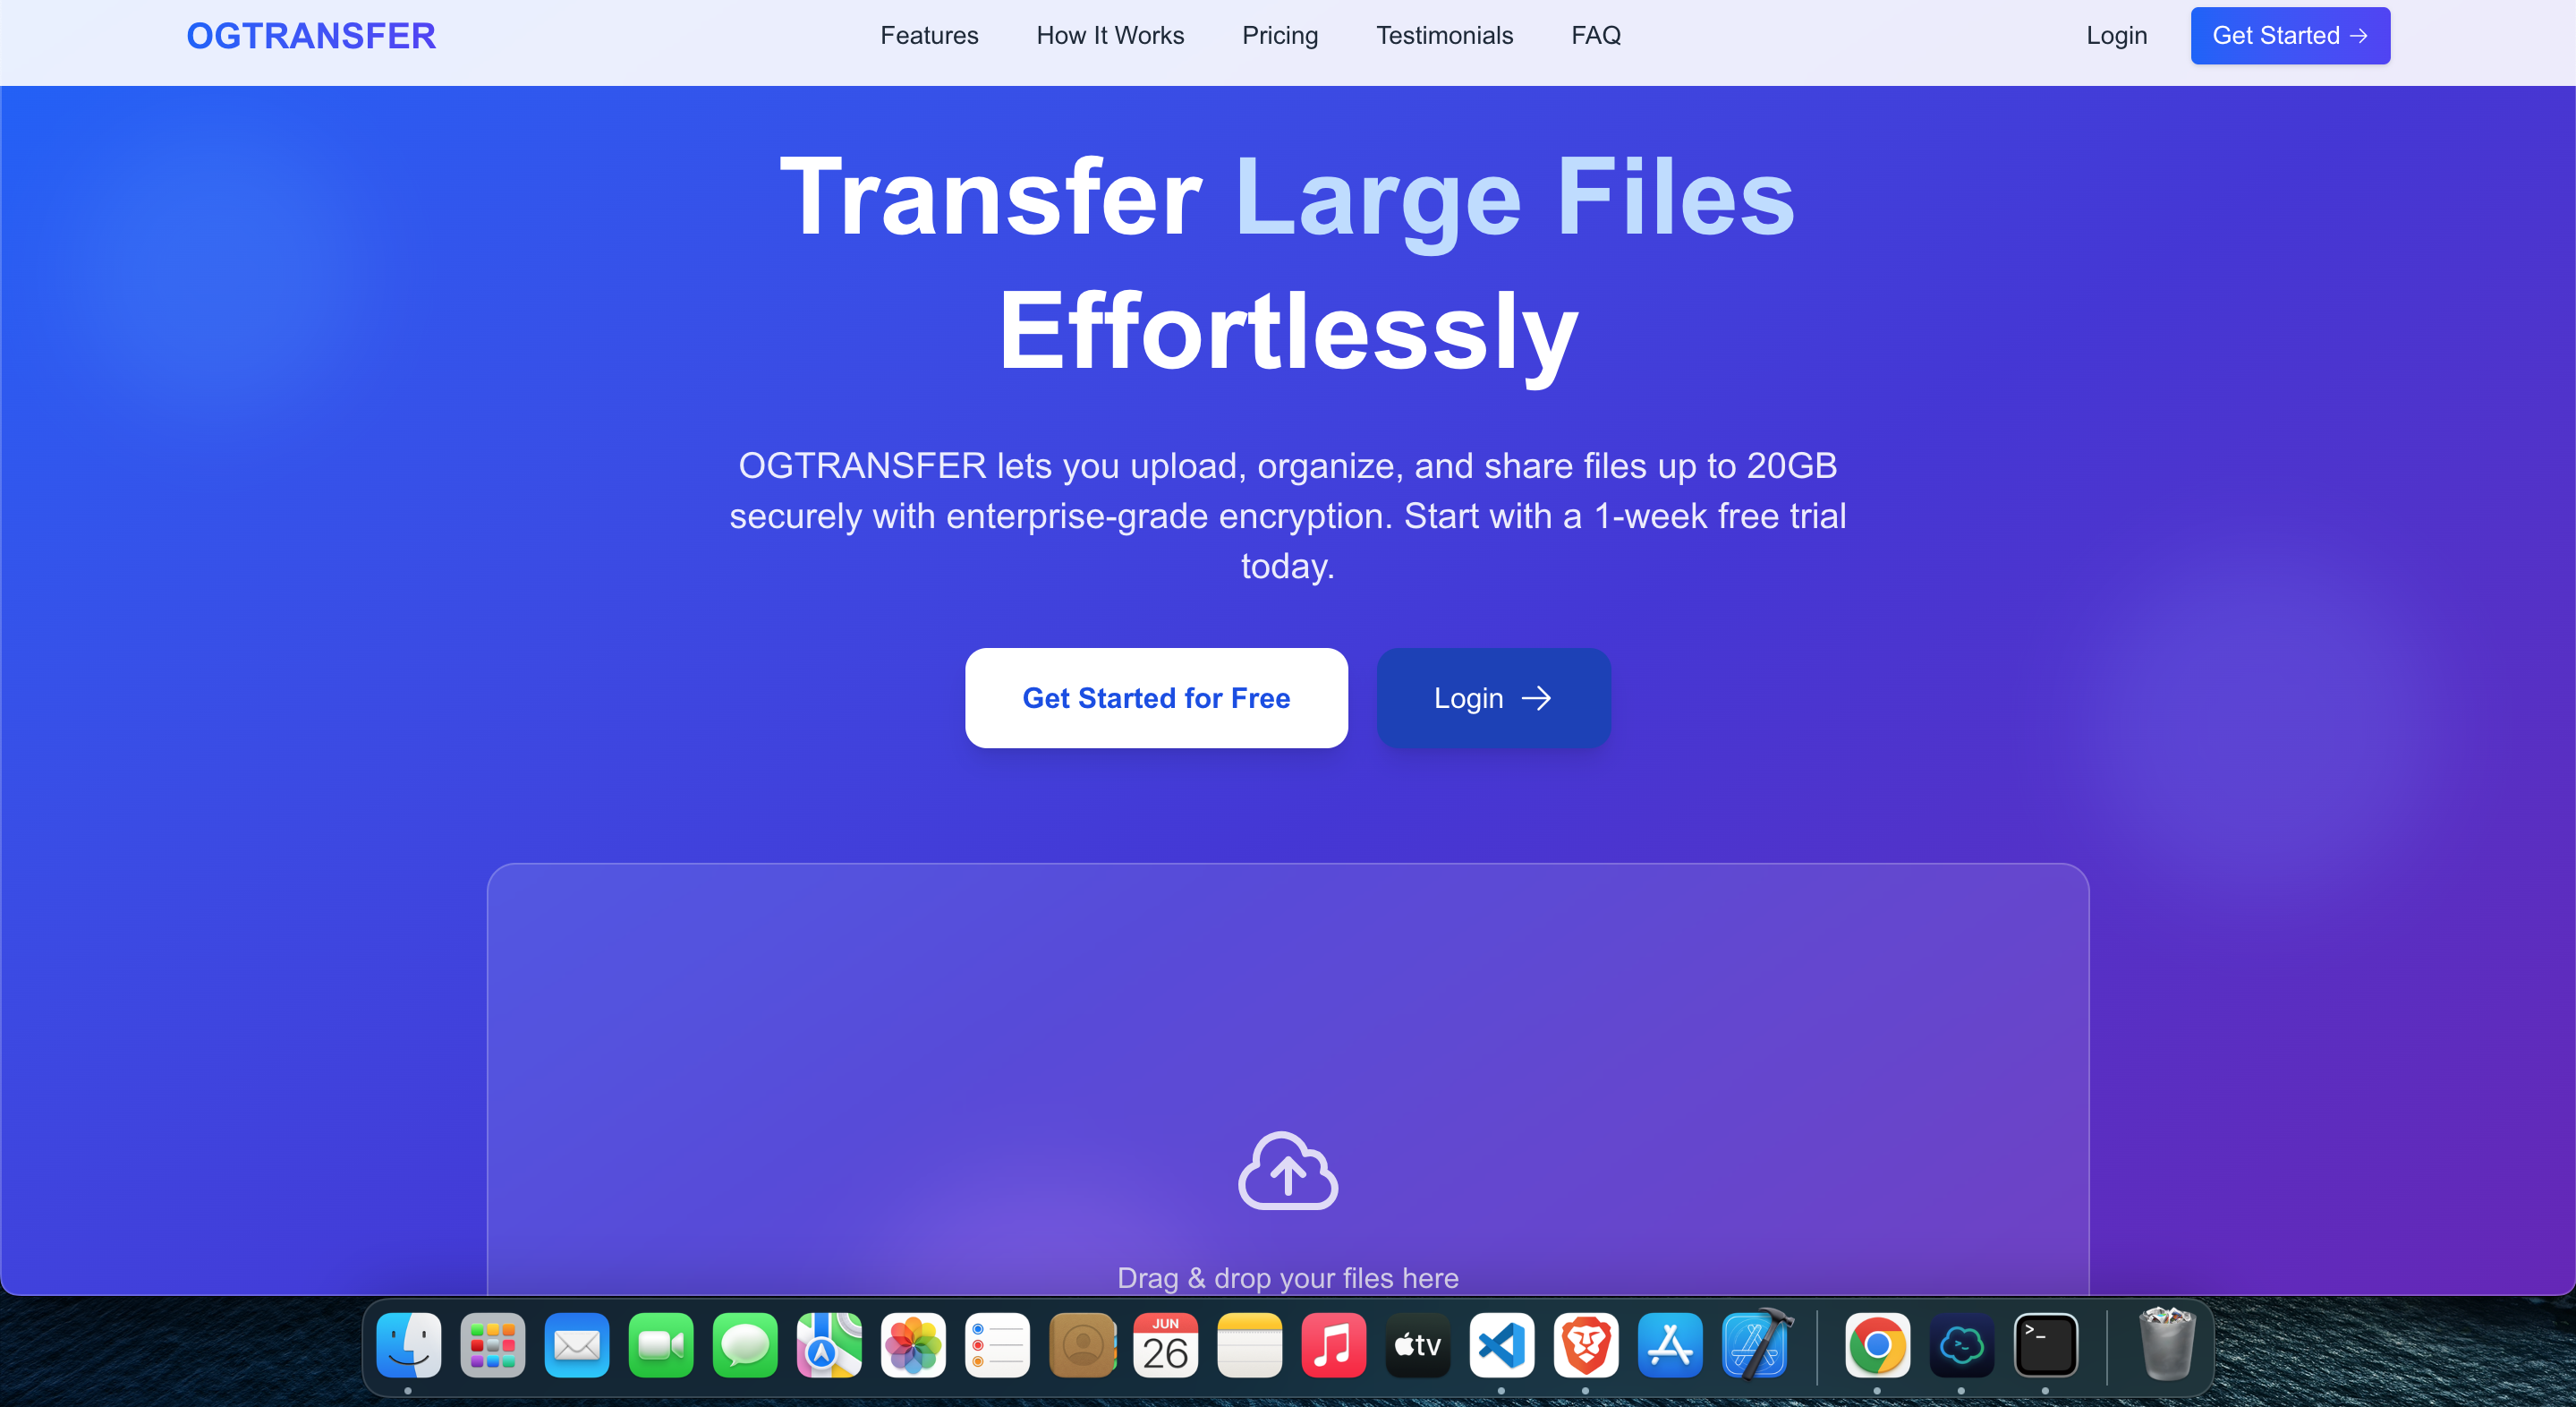 OGTRANSFER
Features
How It Works
Pricing
Testimonials
FAQ
Login
Get Started →
Transfer Large Files
Effortlessly
OGTRANSFER lets you upload, organize, and share files up to 20GB
securely with enterprise-grade encryption. Start with a 1-week free trial
today.
Get Started for Free
Login →
Drag & drop your files here
JUN
26
tv
>_